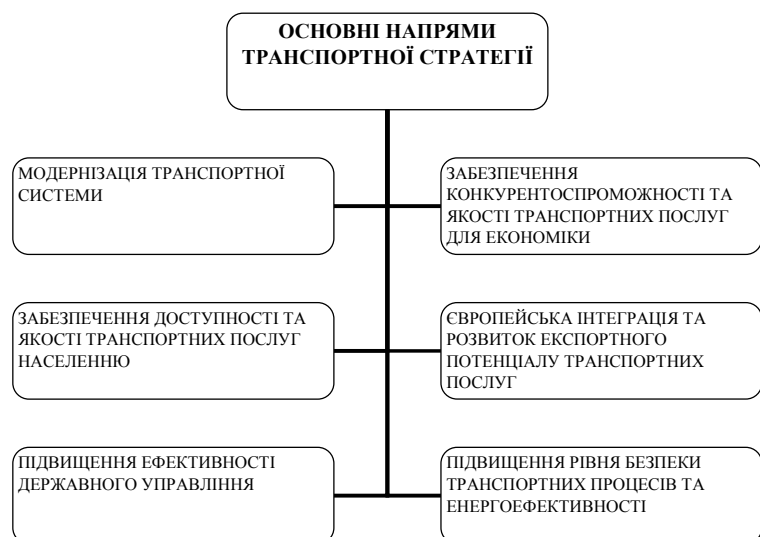 ОСНОВНІ НАПРЯМИ
ТРАНСПОРТНОЇ СТРАТЕГІЇ
МОДЕРНІЗАЦІЯ ТРАНСПОРТНОЇ
СИСТЕМИ
ЗАБЕЗПЕЧЕННЯ
КОНКУРЕНТОСПРОМОЖНОСТІ ТА
ЯКОСТІ ТРАНСПОРТНИХ ПОСЛУГ
ДЛЯ ЕКОНОМІКИ
ЗАБЕЗПЕЧЕННЯ ДОСТУПНОСТІ ТА
ЯКОСТІ ТРАНСПОРТНИХ ПОСЛУГ
НАСЕЛЕННЮ
ЄВРОПЕЙСЬКА ІНТЕГРАЦІЯ ТА
РОЗВИТОК ЕКСПОРТНОГО
ПОТЕНЦІАЛУ ТРАНСПОРТНИХ
ПОСЛУГ
ПІДВИЩЕННЯ ЕФЕКТИВНОСТІ
ДЕРЖАВНОГО УПРАВЛІННЯ
ПІДВИЩЕННЯ РІВНЯ БЕЗПЕКИ
ТРАНСПОРТНИХ ПРОЦЕСІВ ТА
ЕНЕРГОЕФЕКТИВНОСТІ